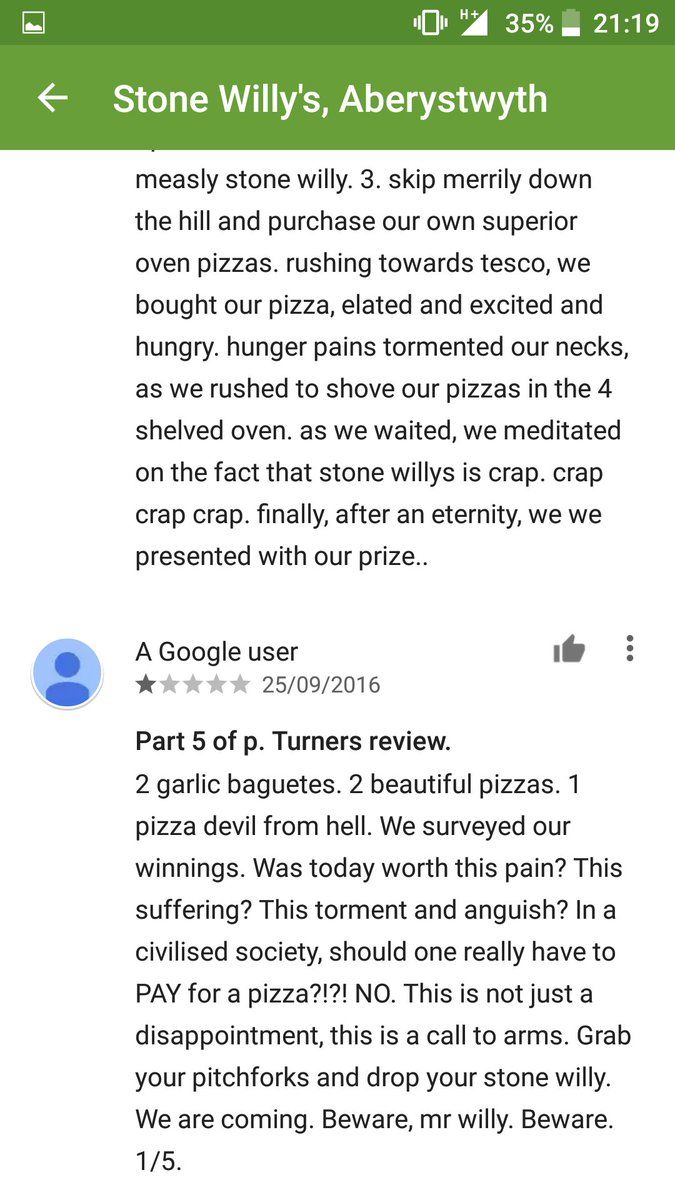 H+ 35% 21:19
Stone Willy's, Aberystwyth
measly stone willy. 3. skip merrily down
the hill and purchase our own superior
oven pizzas. rushing towards tesco, we
bought our pizza, elated and excited and
hungry. hunger pains tormented our necks,
as we rushed to shove our pizzas in the 4
shelved oven. as we waited, we meditated
on the fact that stone willys is crap. crap
crap crap. finally, after an eternity, we we
presented with our prize..
A Google user
25/09/2016
Part 5 of p. Turners review.
2 garlic baguetes. 2 beautiful pizzas. 1
pizza devil from hell. We surveyed our
winnings. Was today worth this pain? This
suffering? This torment and anguish? In a
civilised society, should one really have to
PAY for a pizza?!?! NO. This is not just a
disappointment, this is a call to arms. Grab
your pitchforks and drop your stone willy.
We are coming. Beware, mr willy. Beware.
1/5.